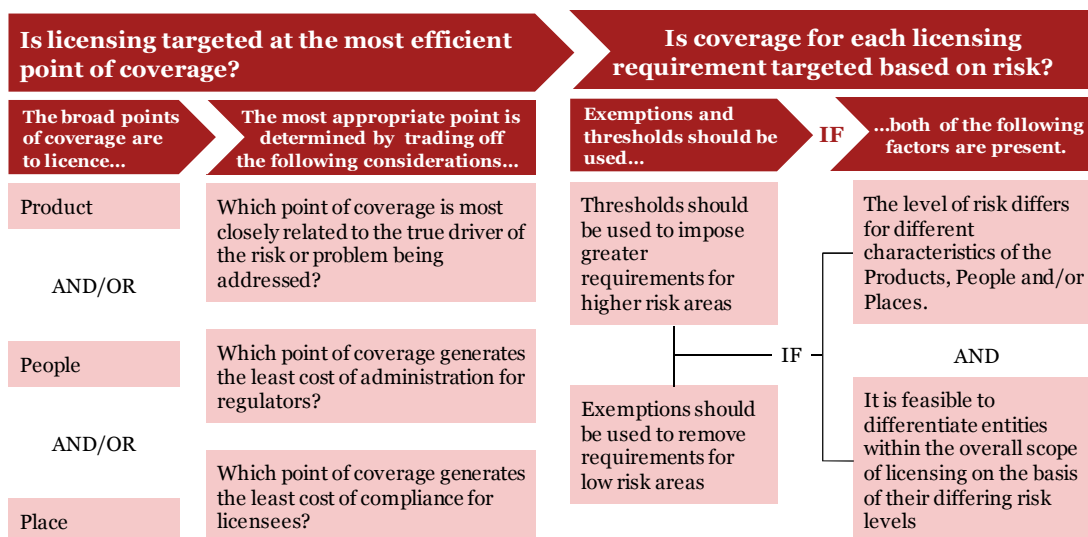 Is licensing targeted at the most efficient
point of coverage?
Is coverage for each licensing
requirement targeted based on risk?
The broad points
of coverage are
to licence...
The most appropriate point is
determined by trading off
the following considerations...
Exemptions and
thresholds should be
used...
IF
...both of the following
factors are present.
Product
AND/OR
People
AND/OR
Place
Which point of coverage is most
closely related to the true driver of
the risk or problem being
addressed?
Which point of coverage generates
the least cost of administration for
regulators?
Which point of coverage generates
the least cost of compliance for
licensees?
Thresholds should
be used to impose
greater
requirements for
higher risk areas
Exemptions should
be used to remove
requirements for
low risk areas
IF
The level of risk differs
for different
characteristics of the
Products, People and/or
Places.
AND
It is feasible to
differentiate entities
within the overall scope
of licensing on the basis
of their differing risk
levels